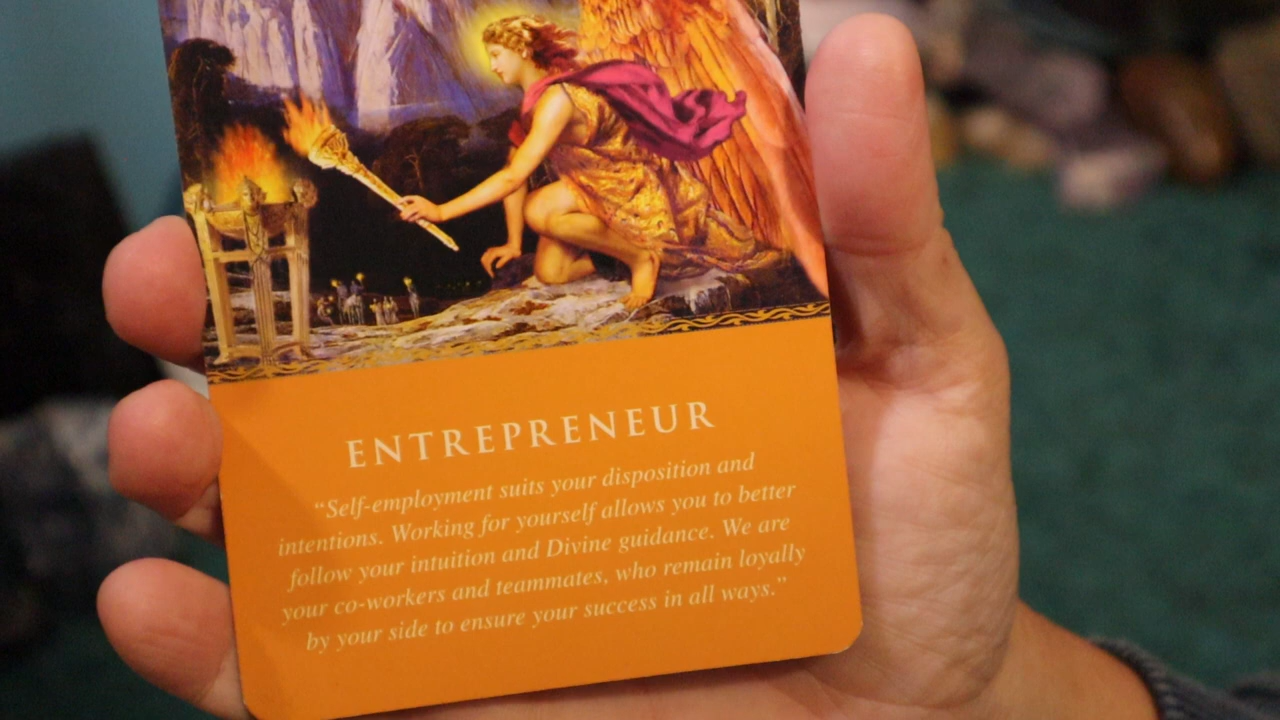 ENTREPRENEUR
“Self-employment suits your disposition and
intentions. Working for yourself allows you to better
follow your intuition and Divine guidance. We are
your co-workers and teammates, who remain loyally
by your side to ensure your success in all ways.”